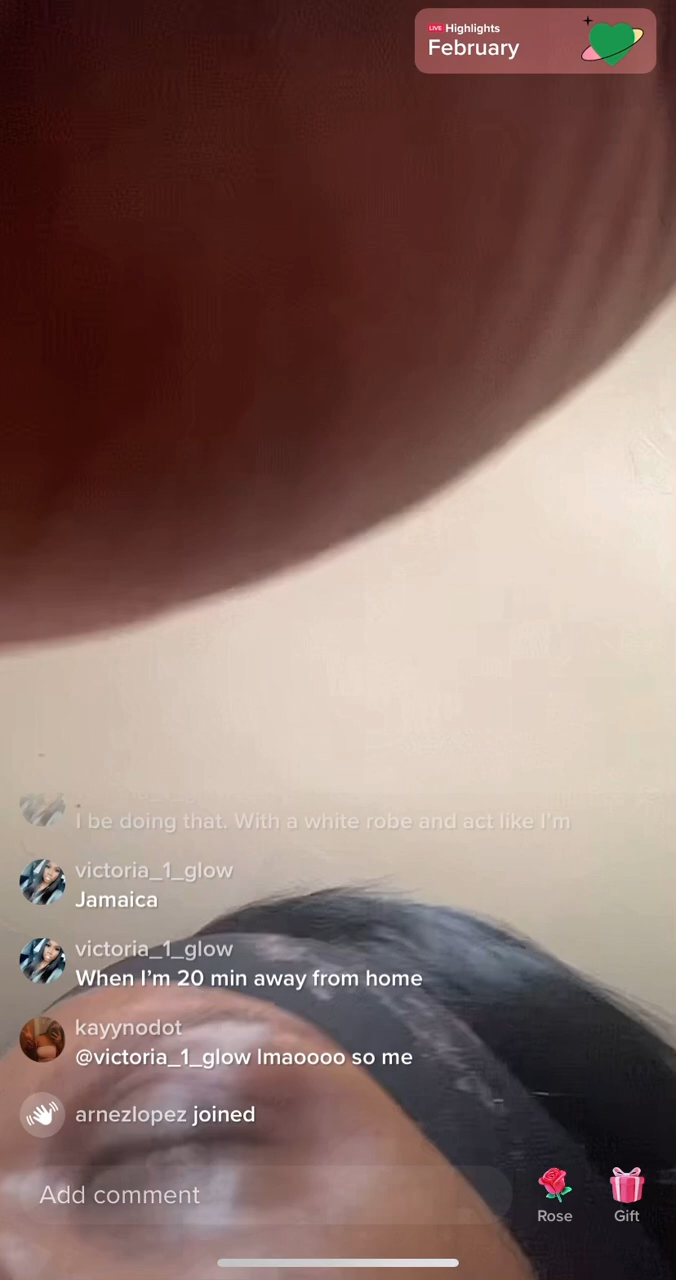 LIVE Highlights
February
I be doing that. With a white robe and act like I'm
victoria_1_glow
Jamaica
victoria_1_glow
When I'm 20 min away from home
kayynodot
@victoria_1_glow lmaoooo so me
arnezlopez joined
Add comment
Rose
Gift